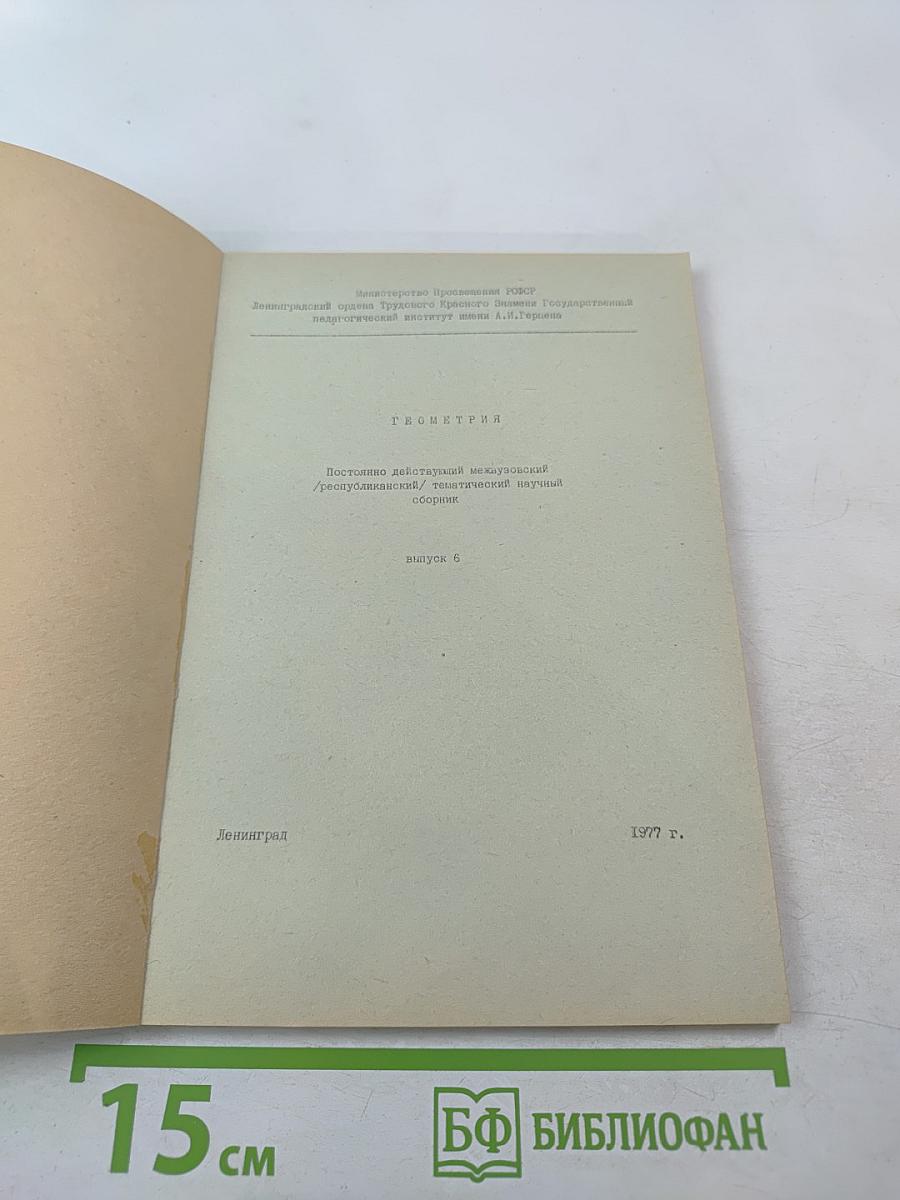 Министерство Просвещения РСФСР
Ленинградский ордена Трудового Красного Знамени Государственный
педагогический институт имени А.И.Герцена
ГЕОМЕТРИЯ
Постоянно действующий межвузовский
/республиканский/ тематический научный
сборник
выпуск 6
Ленинград 1977 г.
15 см БФ БИБЛИОФАН